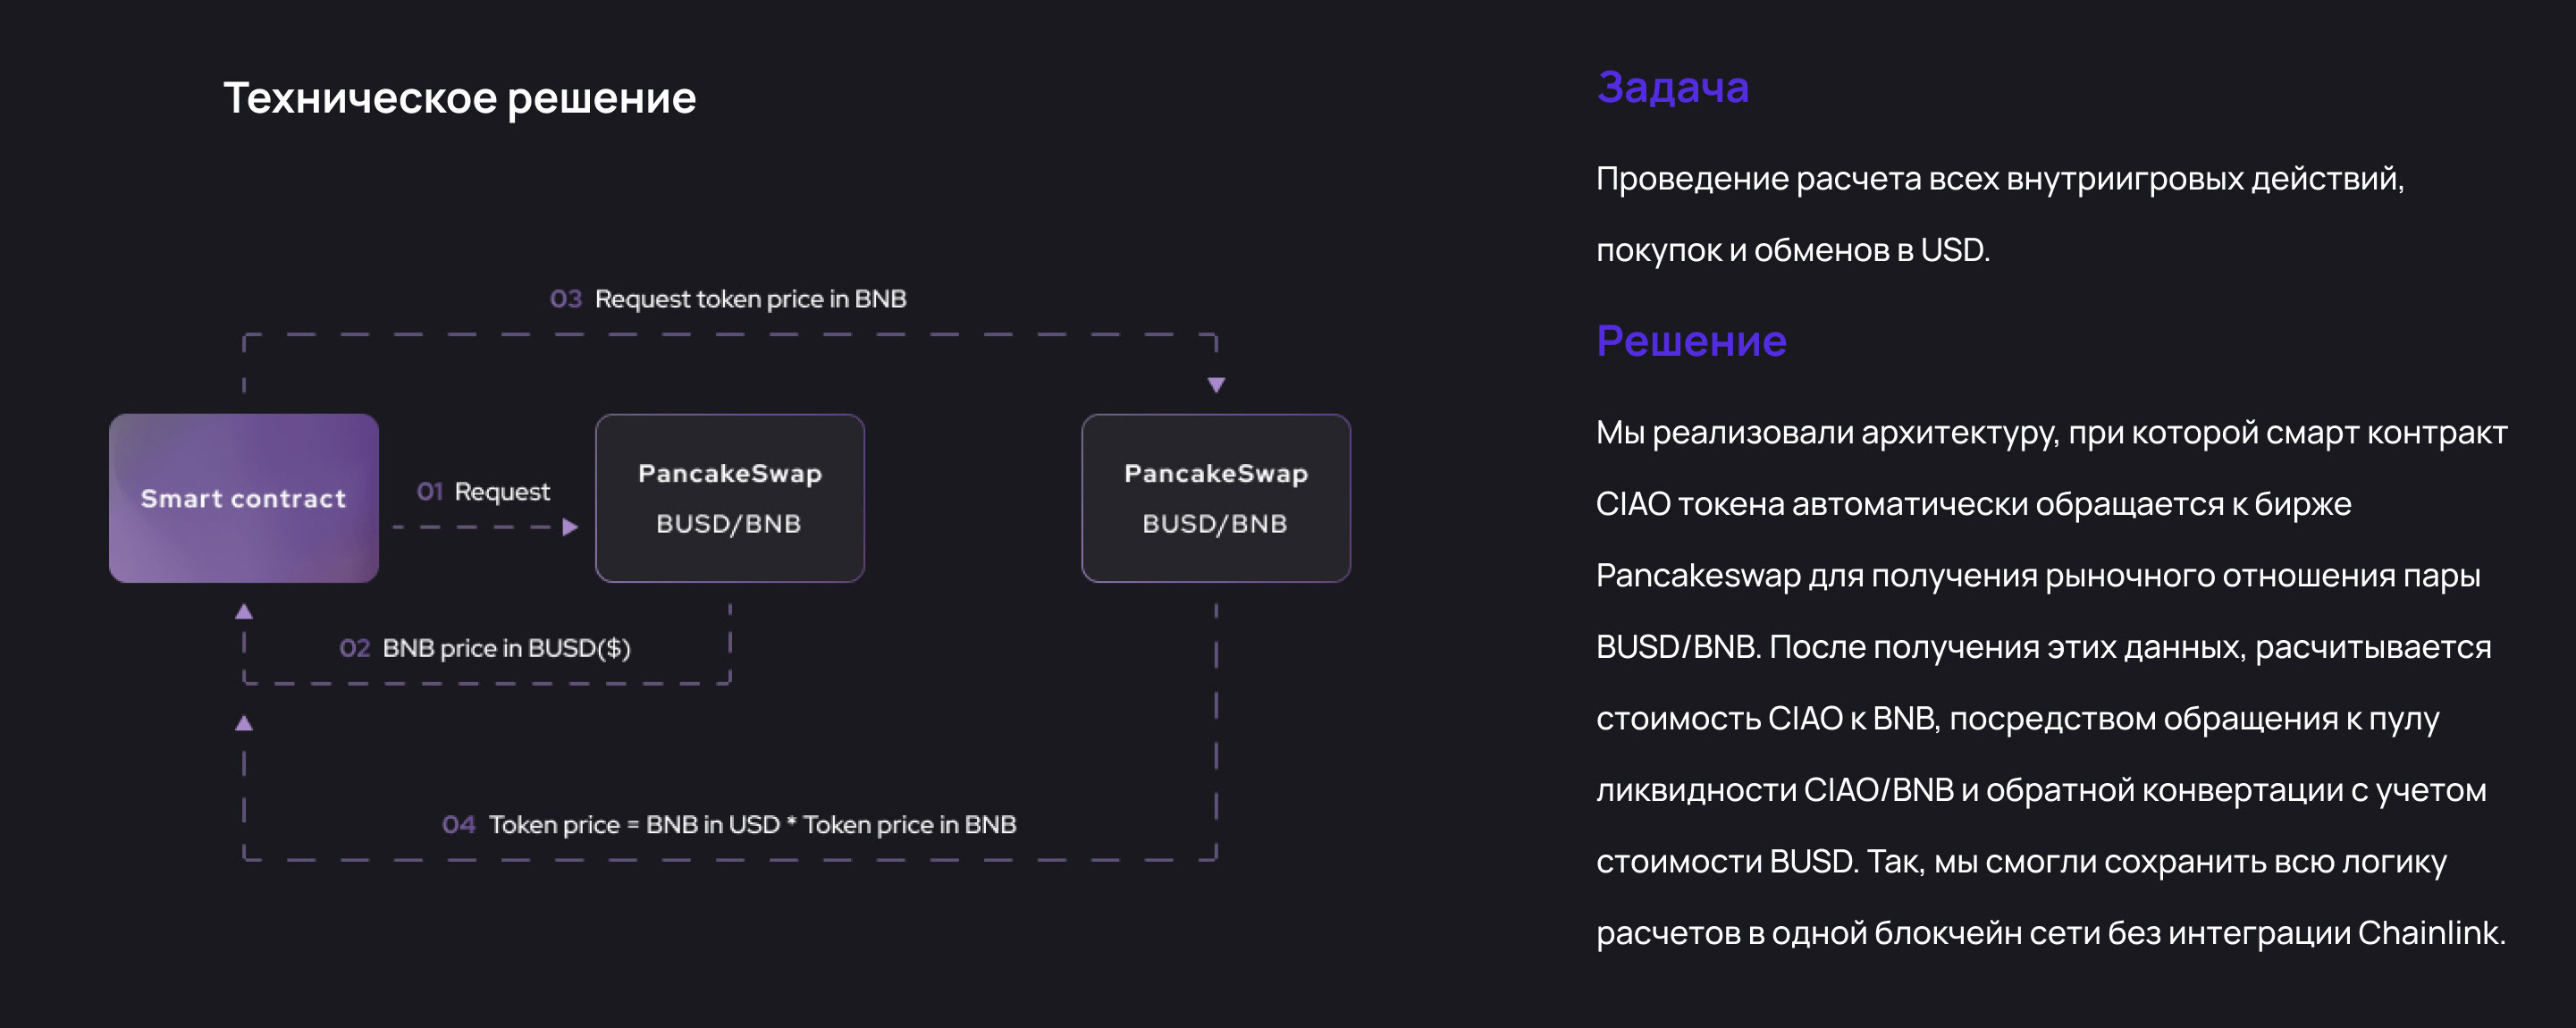 Техническое решение
03 Request token price in BNB
Smart contract
01 Request
PancakeSwap
BUSD/BNB
PancakeSwap
BUSD/BNB
02 BNB price in BUSD($)
04 Token price = BNB in USD * Token price in BNB
Задача
Проведение расчета всех внутриигровых действий,
покупок и обменов в USD.
Решение
Мы реализовали архитектуру, при которой смарт контракт
CIAO токена автоматически обращается к бирже
Pancakeswap для получения рыночного отношения пары
BUSD/BNB. После получения этих данных, расчитывается
стоимость CIAO к BNB, посредством обращения к пулу
ликвидности CIAO/BNB и обратной конвертации с учетом
стоимости BUSD. Так, мы смогли сохранить всю логику
расчетов в одной блокчейн сети без интеграции Chainlink.